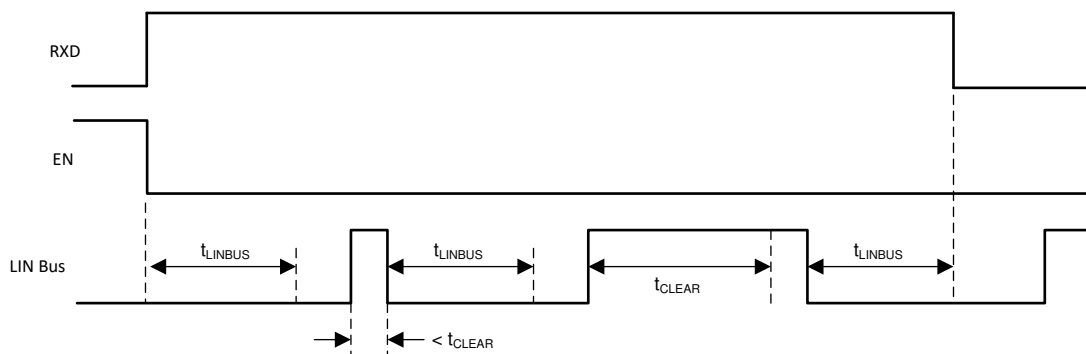 RXD
EN
LIN Bus
tLINBUS
tLINBUS
tCLEAR
tLINBUS
< tCLEAR